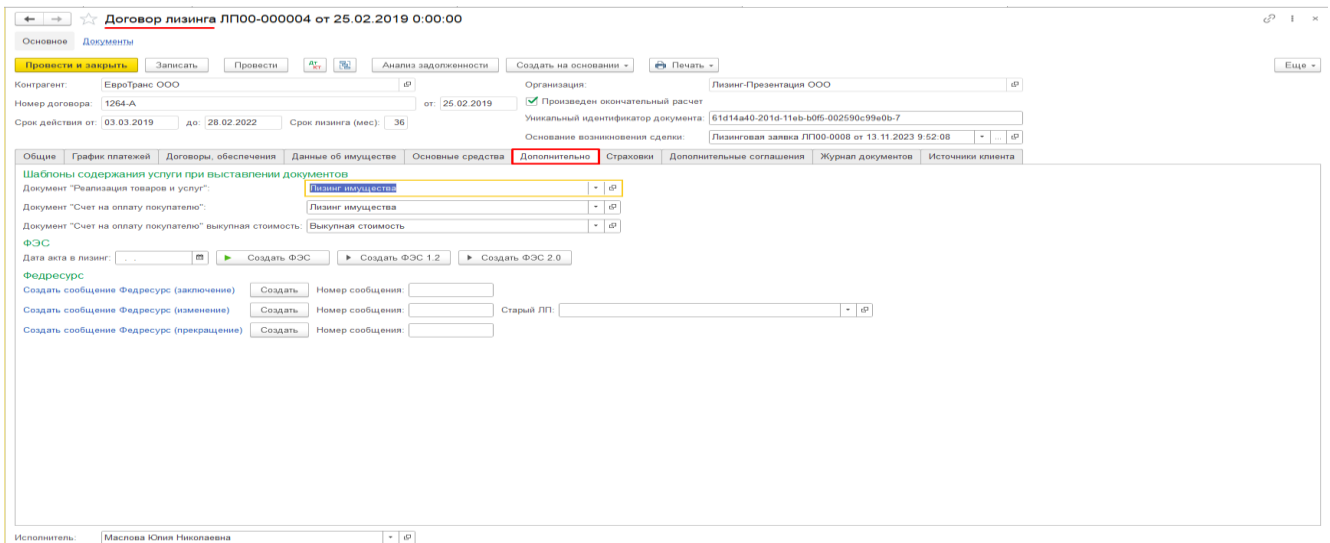 Договор лизинга ЛП00-000004 от 25.02.2019 0:00:00
Основное Документы
Провести и закрыть Записать Провести Дт Кт Анализ задолженности Создать на основании Печать Еще
Контрагент: ЕвроТранс ООО Организация: Лизинг-Презентация ООО
Номер договора: 1264-А от: 25.02.2019 Произведен окончательный расчет
Срок действия от: 03.03.2019 до: 28.02.2022 Срок лизинга (мес): 36 Уникальный идентификатор документа: 61d14a40-201d-11eb-b0f5-002590c99e0b-7
Основание возникновения сделки: Лизинговая заявка ЛП00-0008 от 13.11.2023 9:52:08 ...
Общие График платежей Договоры, обеспечения Данные об имуществе Основные средства Дополнительно Страховки Дополнительные соглашения Журнал документов Источники клиента
Шаблоны содержания услуги при выставлении документов
Документ "Реализация товаров и услуг": Лизинг имущества
Документ "Счет на оплату покупателю": Лизинг имущества
Документ "Счет на оплату покупателю" выкупная стоимость: Выкупная стоимость
ФЭС
Дата акта в лизинг: . . Создать ФЭС Создать ФЭС 1.2 Создать ФЭС 2.0
Федресурс
Создать сообщение Федресурс (заключение) Создать Номер сообщения:
Создать сообщение Федресурс (изменение) Создать Номер сообщения: Старый ЛП:
Создать сообщение Федресурс (прекращение) Создать Номер сообщения:
Исполнитель: Маслова Юлия Николаевна